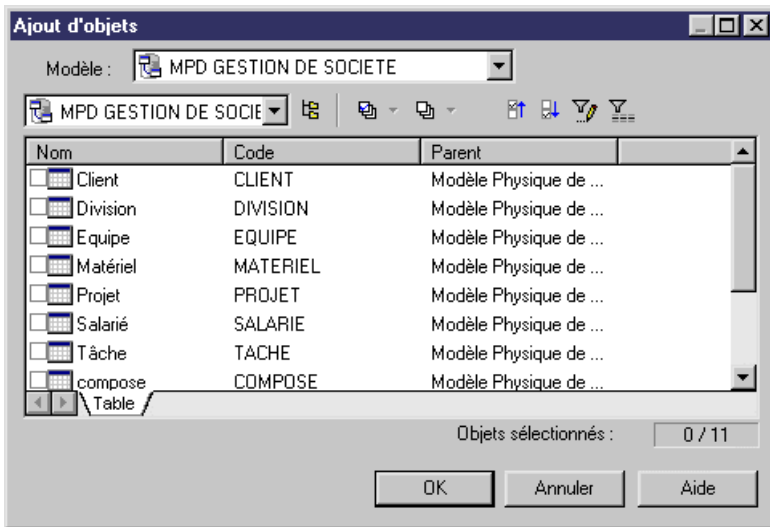 Ajout d'objets
Modèle : MPD GESTION DE SOCIETE
MPD GESTION DE SOCIE
Nom Code Parent
Client CLIENT Modèle Physique de ...
Division DIVISION Modèle Physique de ...
Equipe EQUIPE Modèle Physique de ...
Matériel MATERIEL Modèle Physique de ...
Projet PROJET Modèle Physique de ...
Salarié SALARIE Modèle Physique de ...
Tâche TACHE Modèle Physique de ...
compose COMPOSE Modèle Physique de ...
Table
Objets sélectionnés : 0 / 11
OK Annuler Aide